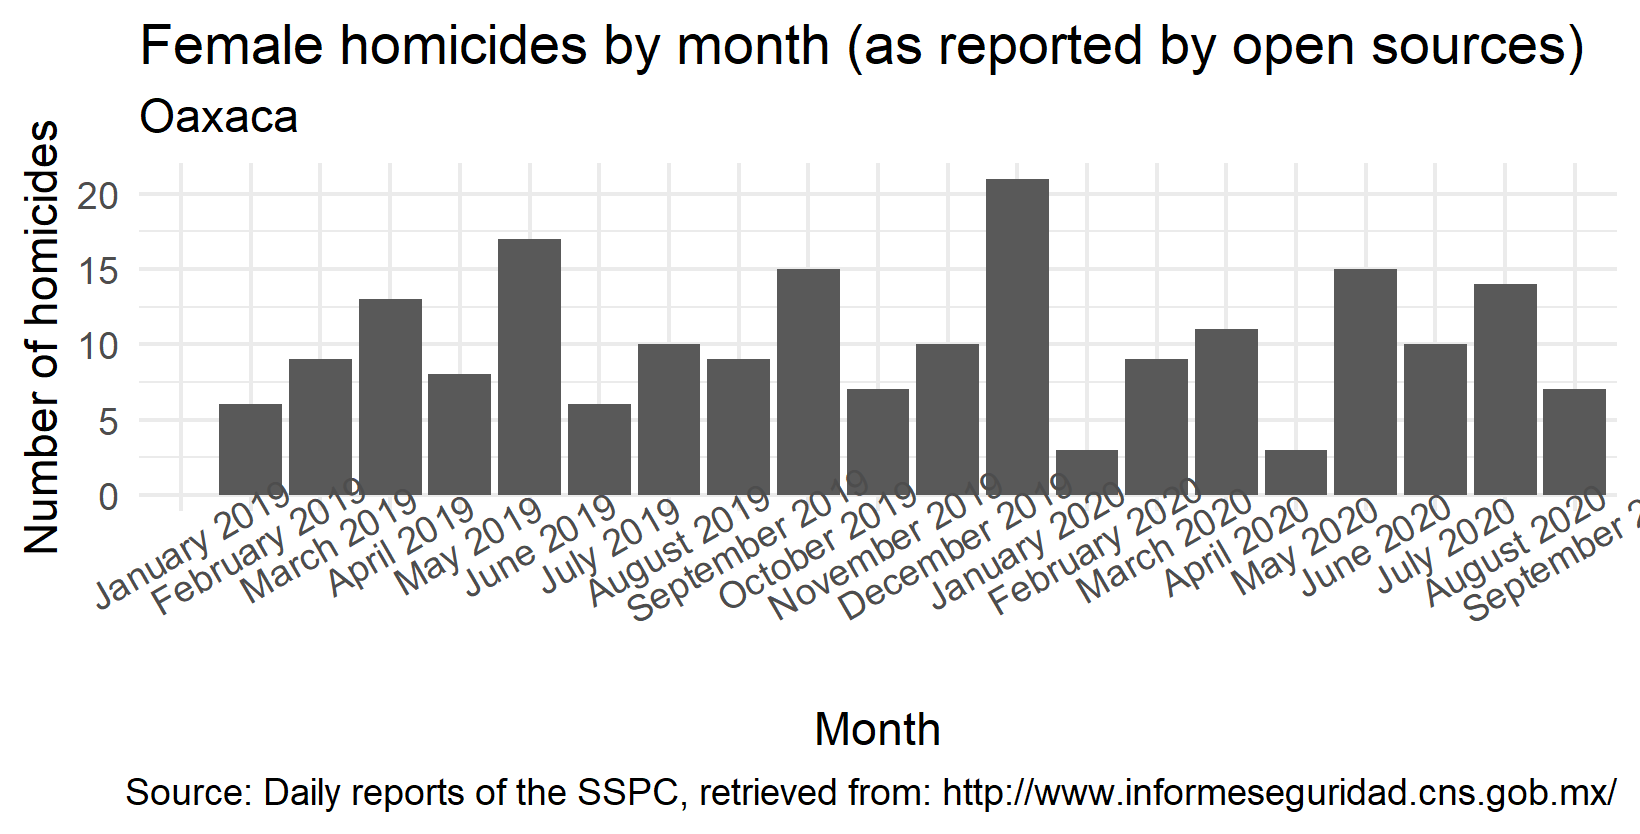 Female homicides by month (as reported by open sources)
Oaxaca
Number of homicides
20
15
10
5
0
January 2019
February 2019
March 2019
April 2019
May 2019
June 2019
July 2019
August 2019
September 2019
October 2019
November 2019
December 2019
January 2020
February 2020
March 2020
April 2020
May 2020
June 2020
July 2020
August 2020
September 2
Month
Source: Daily reports of the SSPC, retrieved from: http://www.informeseguridad.cns.gob.mx/